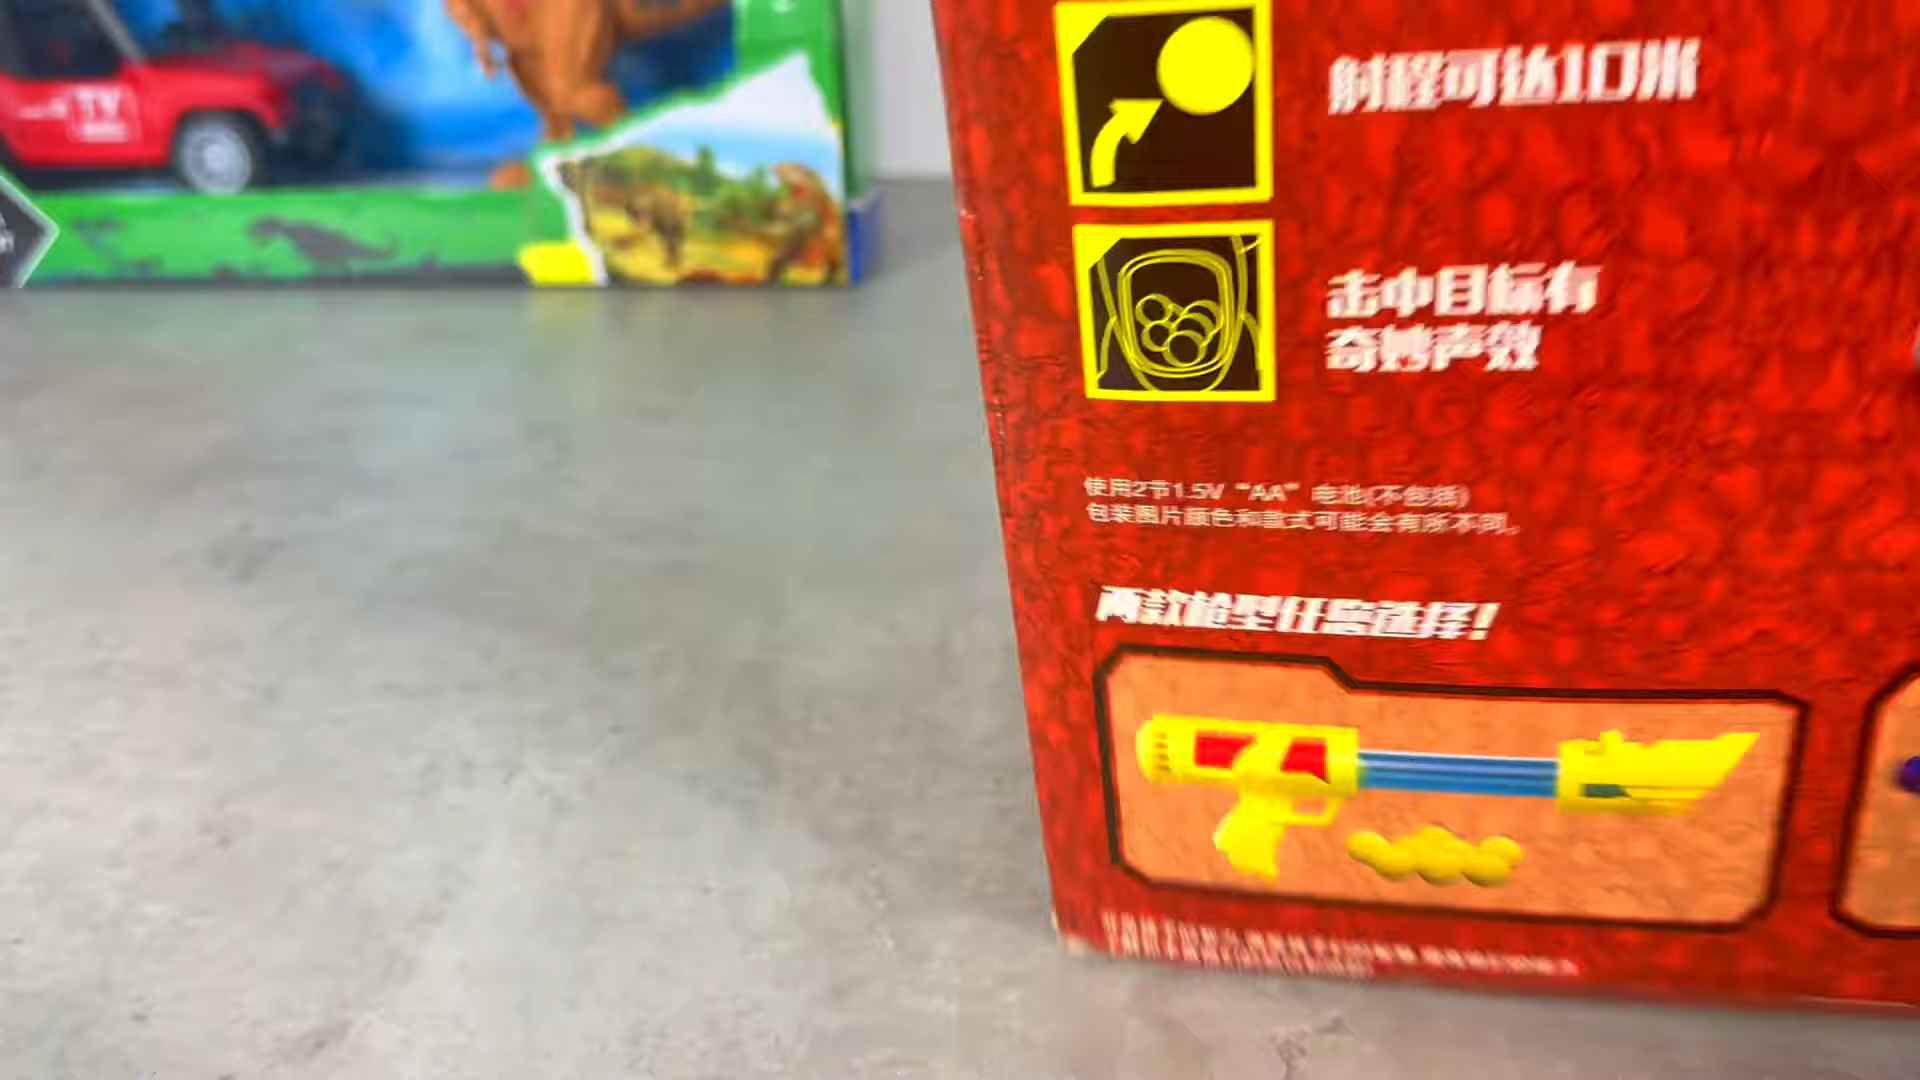 射程可达10米
击中目标有
奇妙声效
使用2节1.5V“AA”电池(不包括)
包装图片颜色和款式可能会有所不同。
两款枪型任意选择!